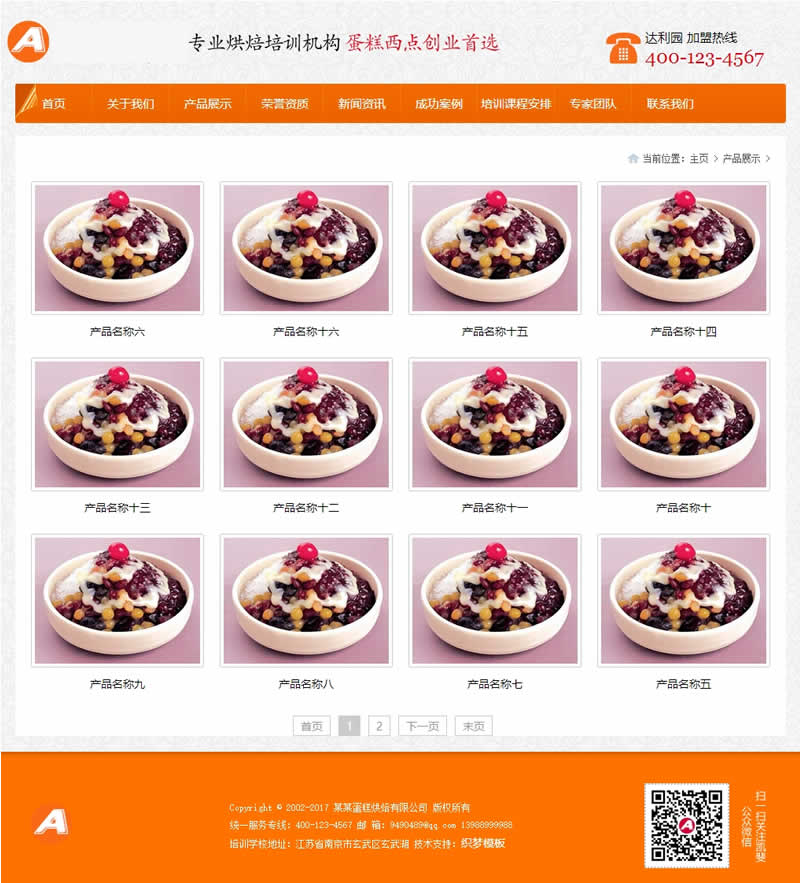 A
专业烘焙培训机构 蛋糕西点创业首选
达利园 加盟热线
400-123-4567
首页 关于我们 产品展示 荣誉资质 新闻资讯 成功案例 培训课程安排 专家团队 联系我们
当前位置: 主页 > 产品展示 >
产品名称六 产品名称十六 产品名称十五 产品名称十四
产品名称十三 产品名称十二 产品名称十一 产品名称十
产品名称九 产品名称八 产品名称七 产品名称五
首页 1 2 下一页 末页
A
Copyright © 2002-2017 某某蛋糕烘焙有限公司 版权所有
统一服务专线: 400-123-4567 邮 箱: 9490489@qq.com 13988999988
培训学校地址: 江苏省南京市玄武区玄武湖 技术支持: 织梦模板
扫一扫关注凯斐
公众微信